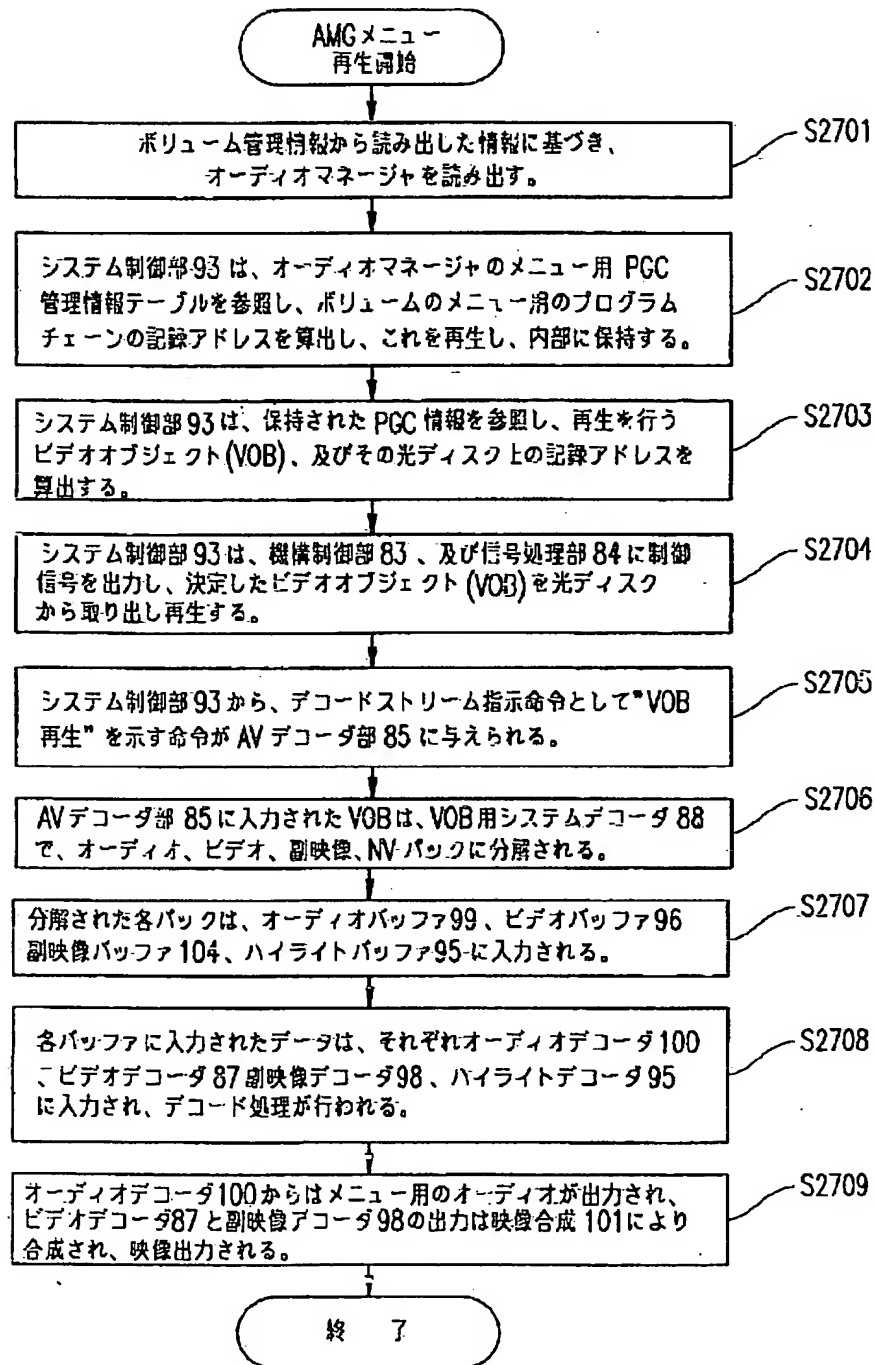 AMGメニュー
再生開始
ボリューム管理情報から読み出した情報に基づき、
オーディオマネージャを読み出す。
S2701
システム制御部93は、オーディオマネージャのメニュー用 PGC
管理情報テーブルを参照し、ボリュームのメニュー用のプログラム
チェーンの記録アドレスを算出し、これを再生し、内部に保持する。
S2702
システム制御部93は、保持されたPGC情報を参照し、再生を行う
ビデオオブジェクト(VOB)、及びその光ディスク上の記録アドレスを
算出する。
S2703
システム制御部93は、機構制御部83、及び信号処理部84に制御
信号を出力し、決定したビデオオブジェクト(VOB)を光ディスク
から取り出し再生する。
S2704
システム制御部93から、デコードストリーム指示命令として"VOB
再生"を示す命令がAVデコーダ部85に与えられる。
S2705
AVデコーダ部85に入力されたVOBは、VOB用システムデコーダ88
で、オーディオ、ビデオ、副映像、NVパックに分解される。
S2706
分解された各パックは、オーディオバッファ99、ビデオバッファ96
副映像バッファ104、ハイライトバッファ95に入力される。
S2707
各バッファに入力されたデータは、それぞれオーディオデコーダ100
、ビデオデコーダ87副映像デコーダ98、ハイライトデコーダ95
に入力され、デコード処理が行われる。
S2708
オーディオデコーダ100からはメニュー用のオーディオが出力され、
ビデオデコーダ87と副映像アコーダ98の出力は映像合成101により
合成され、映像出力される。
S2709
終 了